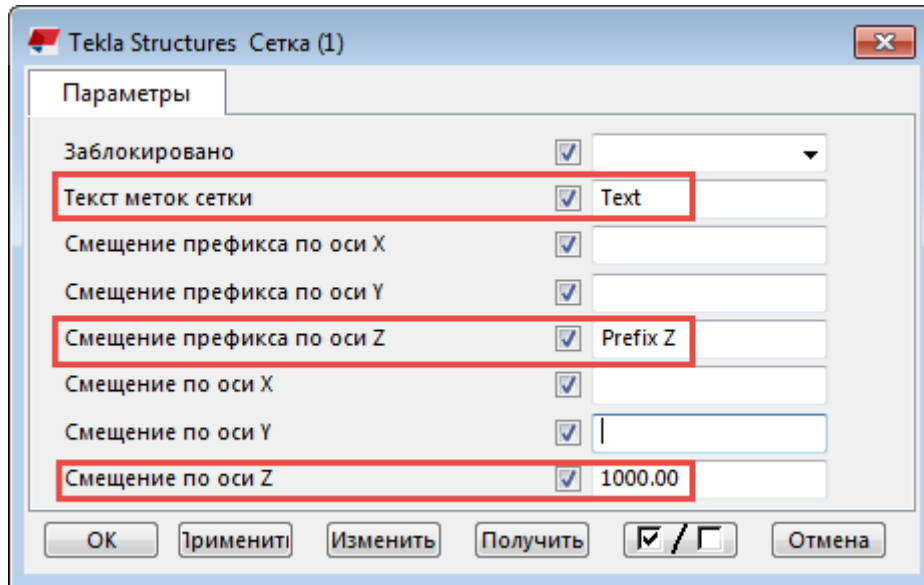 Tekla Structures Сетка (1)
Параметры
Заблокировано
Текст меток сетки Text
Смещение префикса по оси X
Смещение префикса по оси Y
Смещение префикса по оси Z Prefix Z
Смещение по оси X
Смещение по оси Y
Смещение по оси Z 1000.00
OK Применить Изменить Получить / Отмена